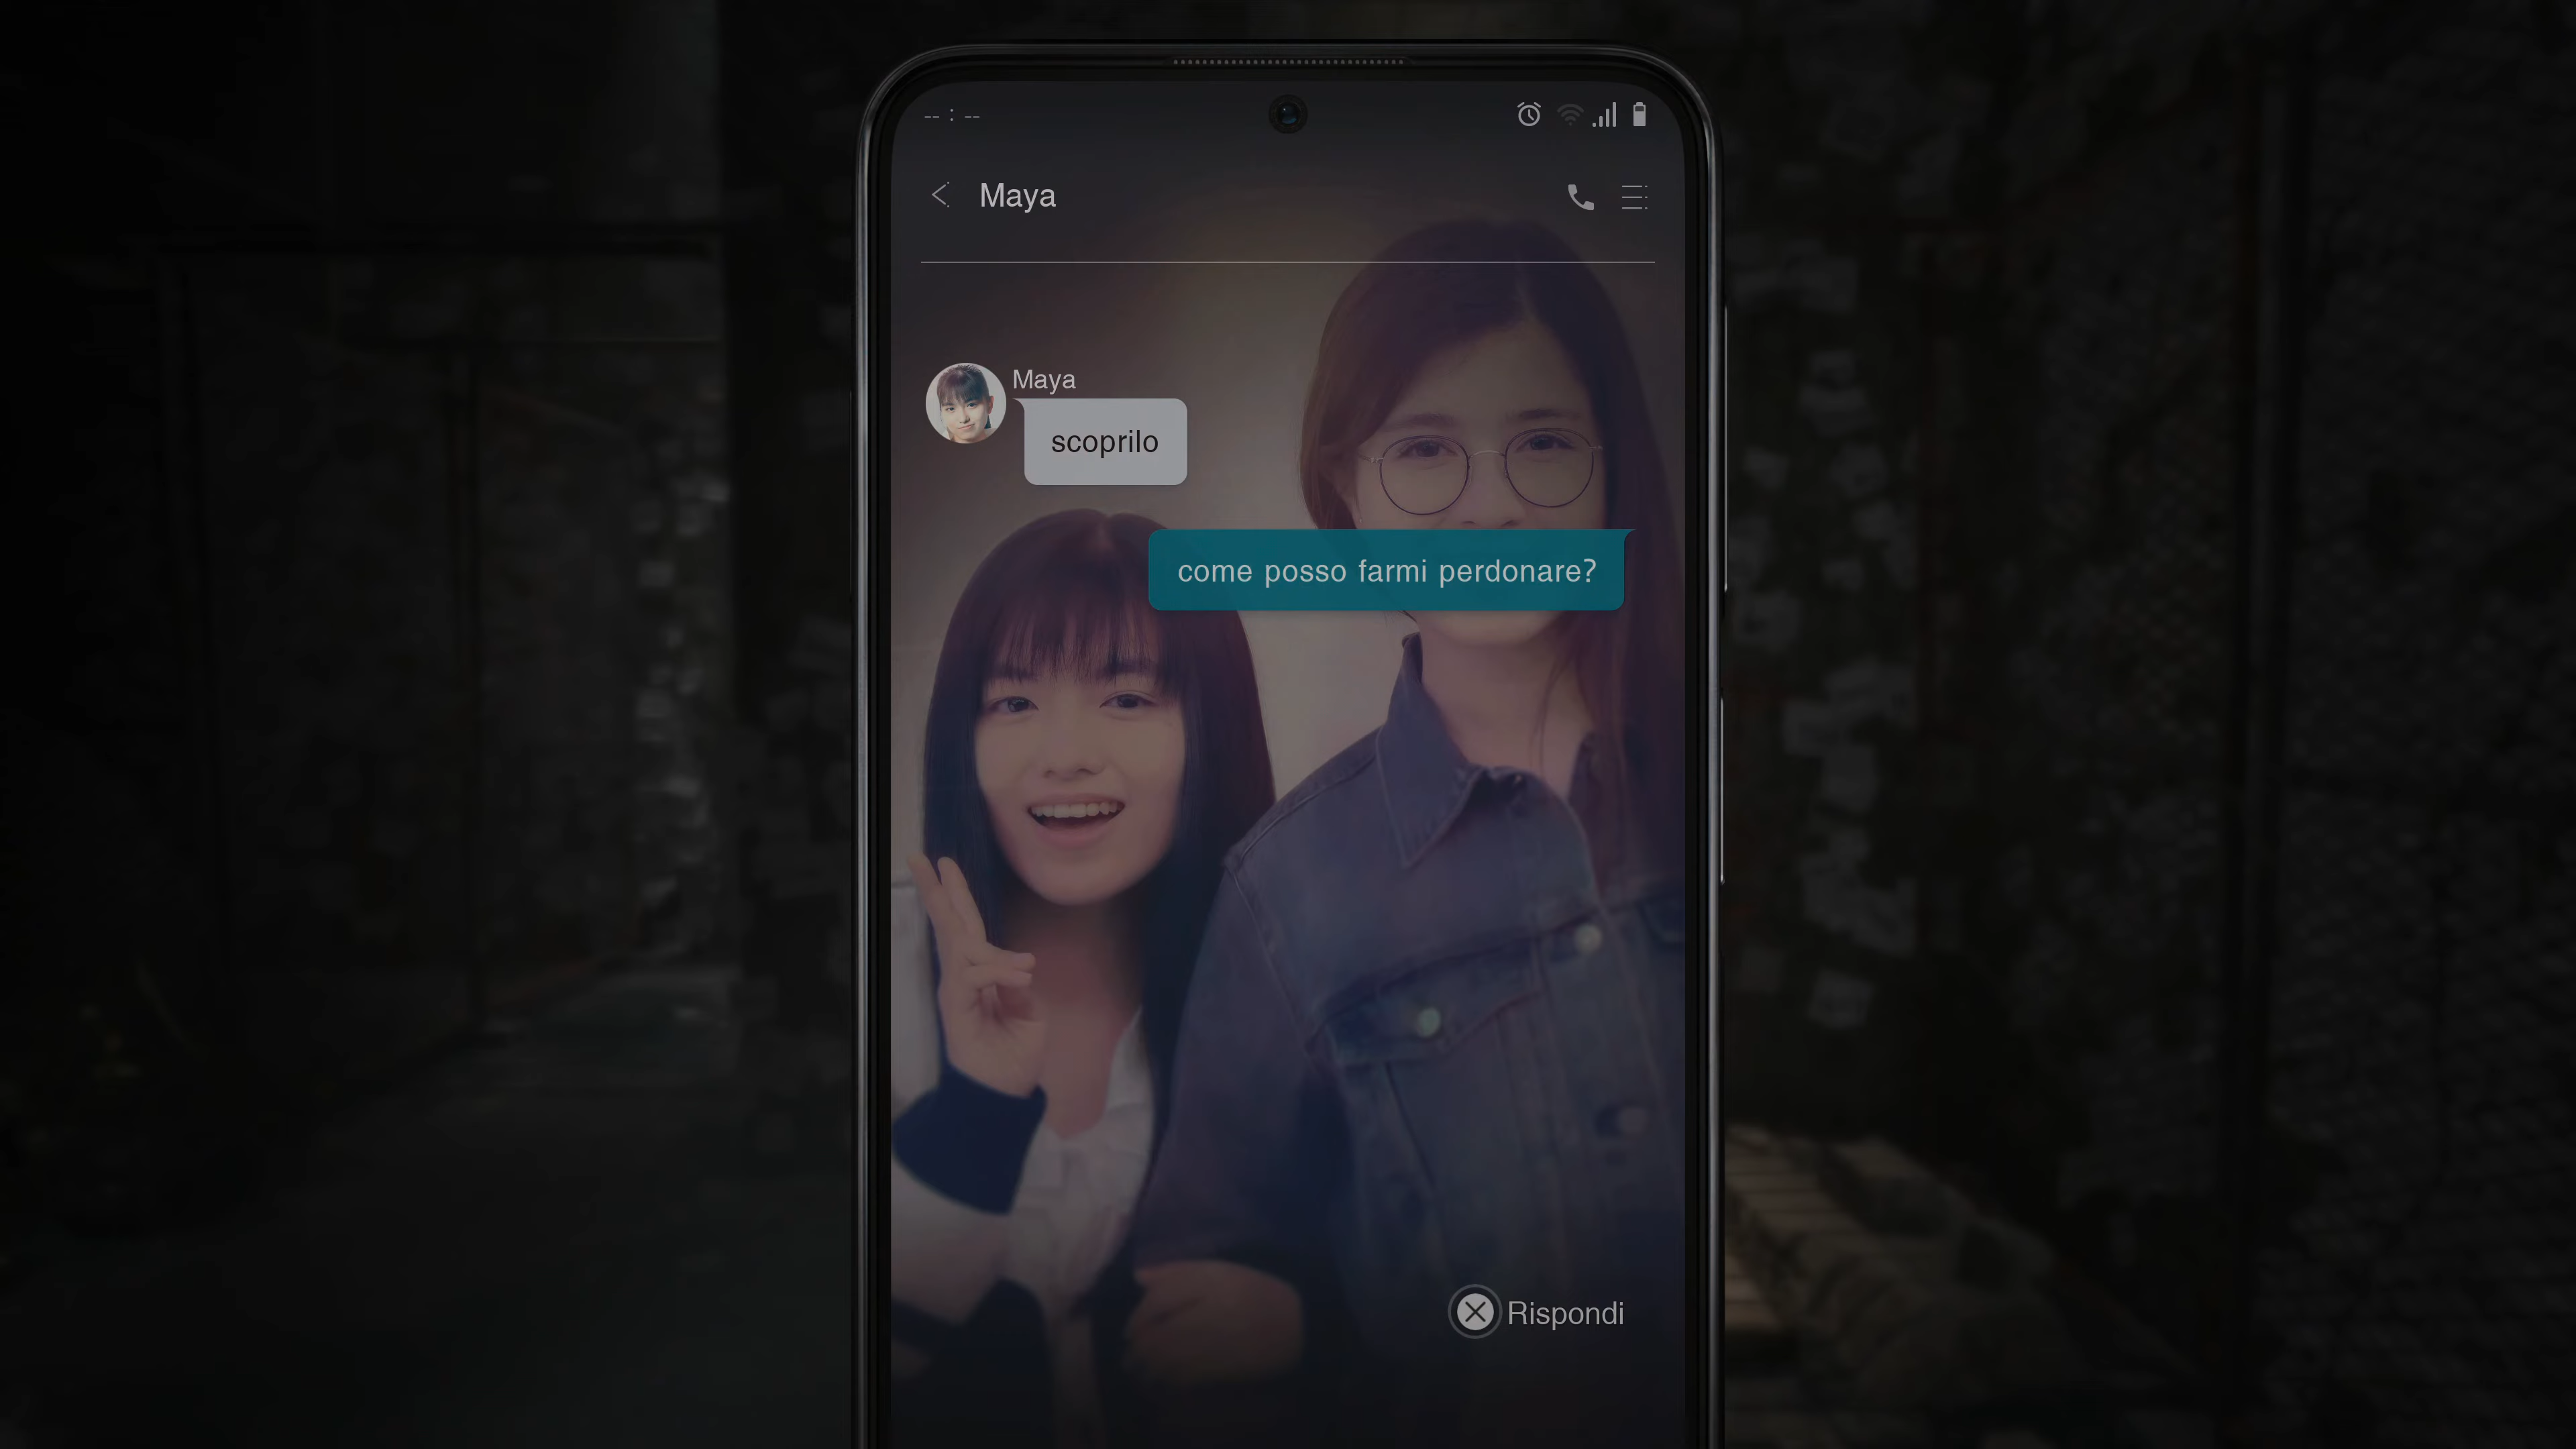 -- : --
Maya
Maya
scoprilo
come posso farmi perdonare?
Rispondi